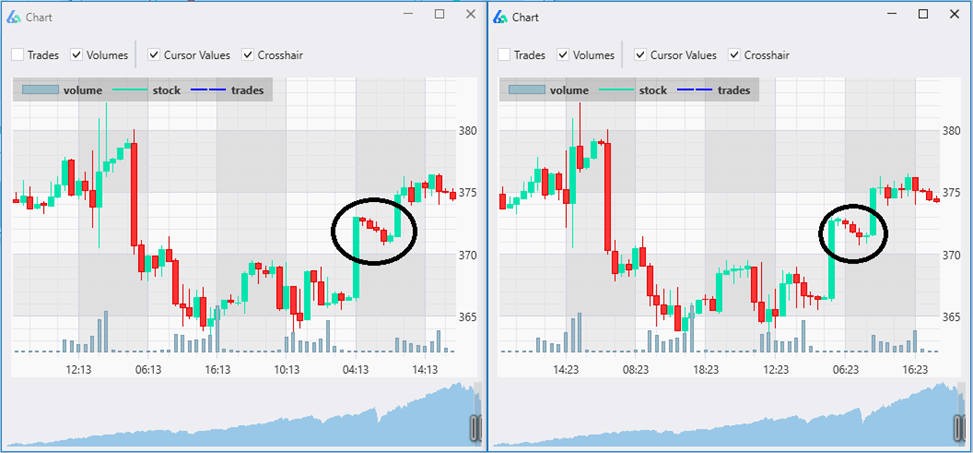 Chart
Trades Volumes Cursor Values Crosshair
volume stock trades
380
375
370
365
12:13 06:13 16:13 10:13 04:13 14:13
Chart
Trades Volumes Cursor Values Crosshair
volume stock trades
380
375
370
365
14:23 08:23 18:23 12:23 06:23 16:23